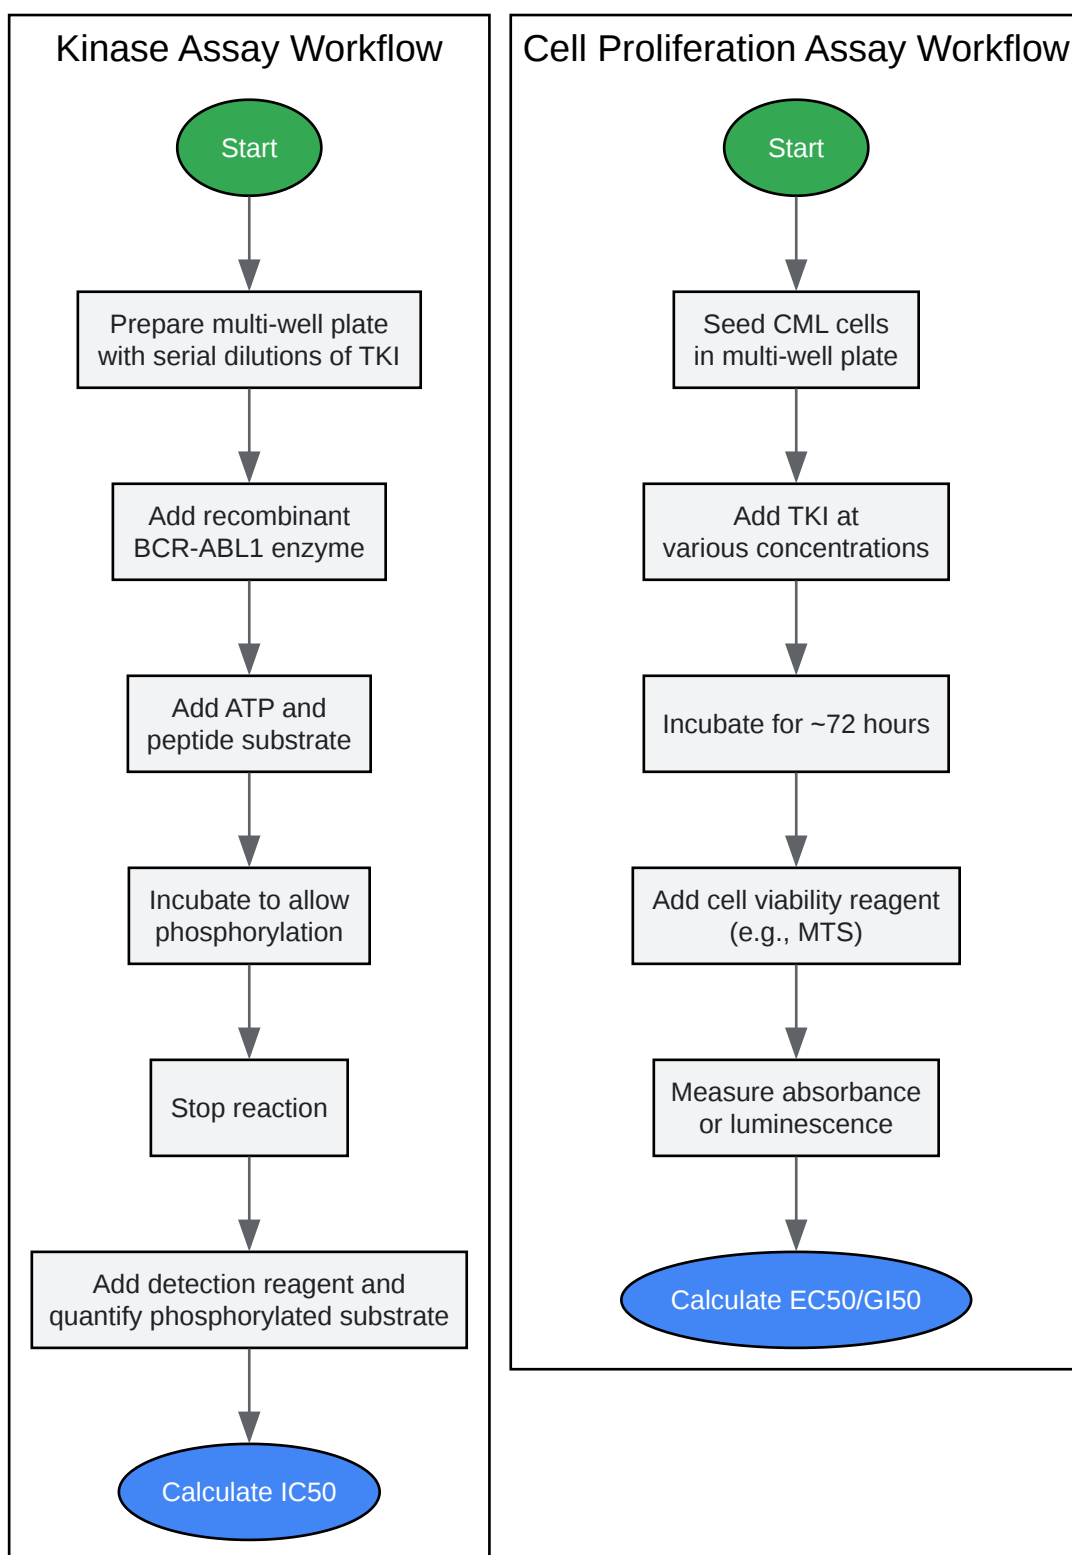 Kinase Assay Workflow
Start
Prepare multi-well plate
with serial dilutions of TKI
Add recombinant
BCR-ABL1 enzyme
Add ATP and
peptide substrate
Incubate to allow
phosphorylation
Stop reaction
Add detection reagent and
quantify phosphorylated substrate
Calculate IC50
Cell Proliferation Assay Workflow
Start
Seed CML cells
in multi-well plate
Add TKI at
various concentrations
Incubate for ~72 hours
Add cell viability reagent
(e.g., MTS)
Measure absorbance
or luminescence
Calculate EC50/GI50